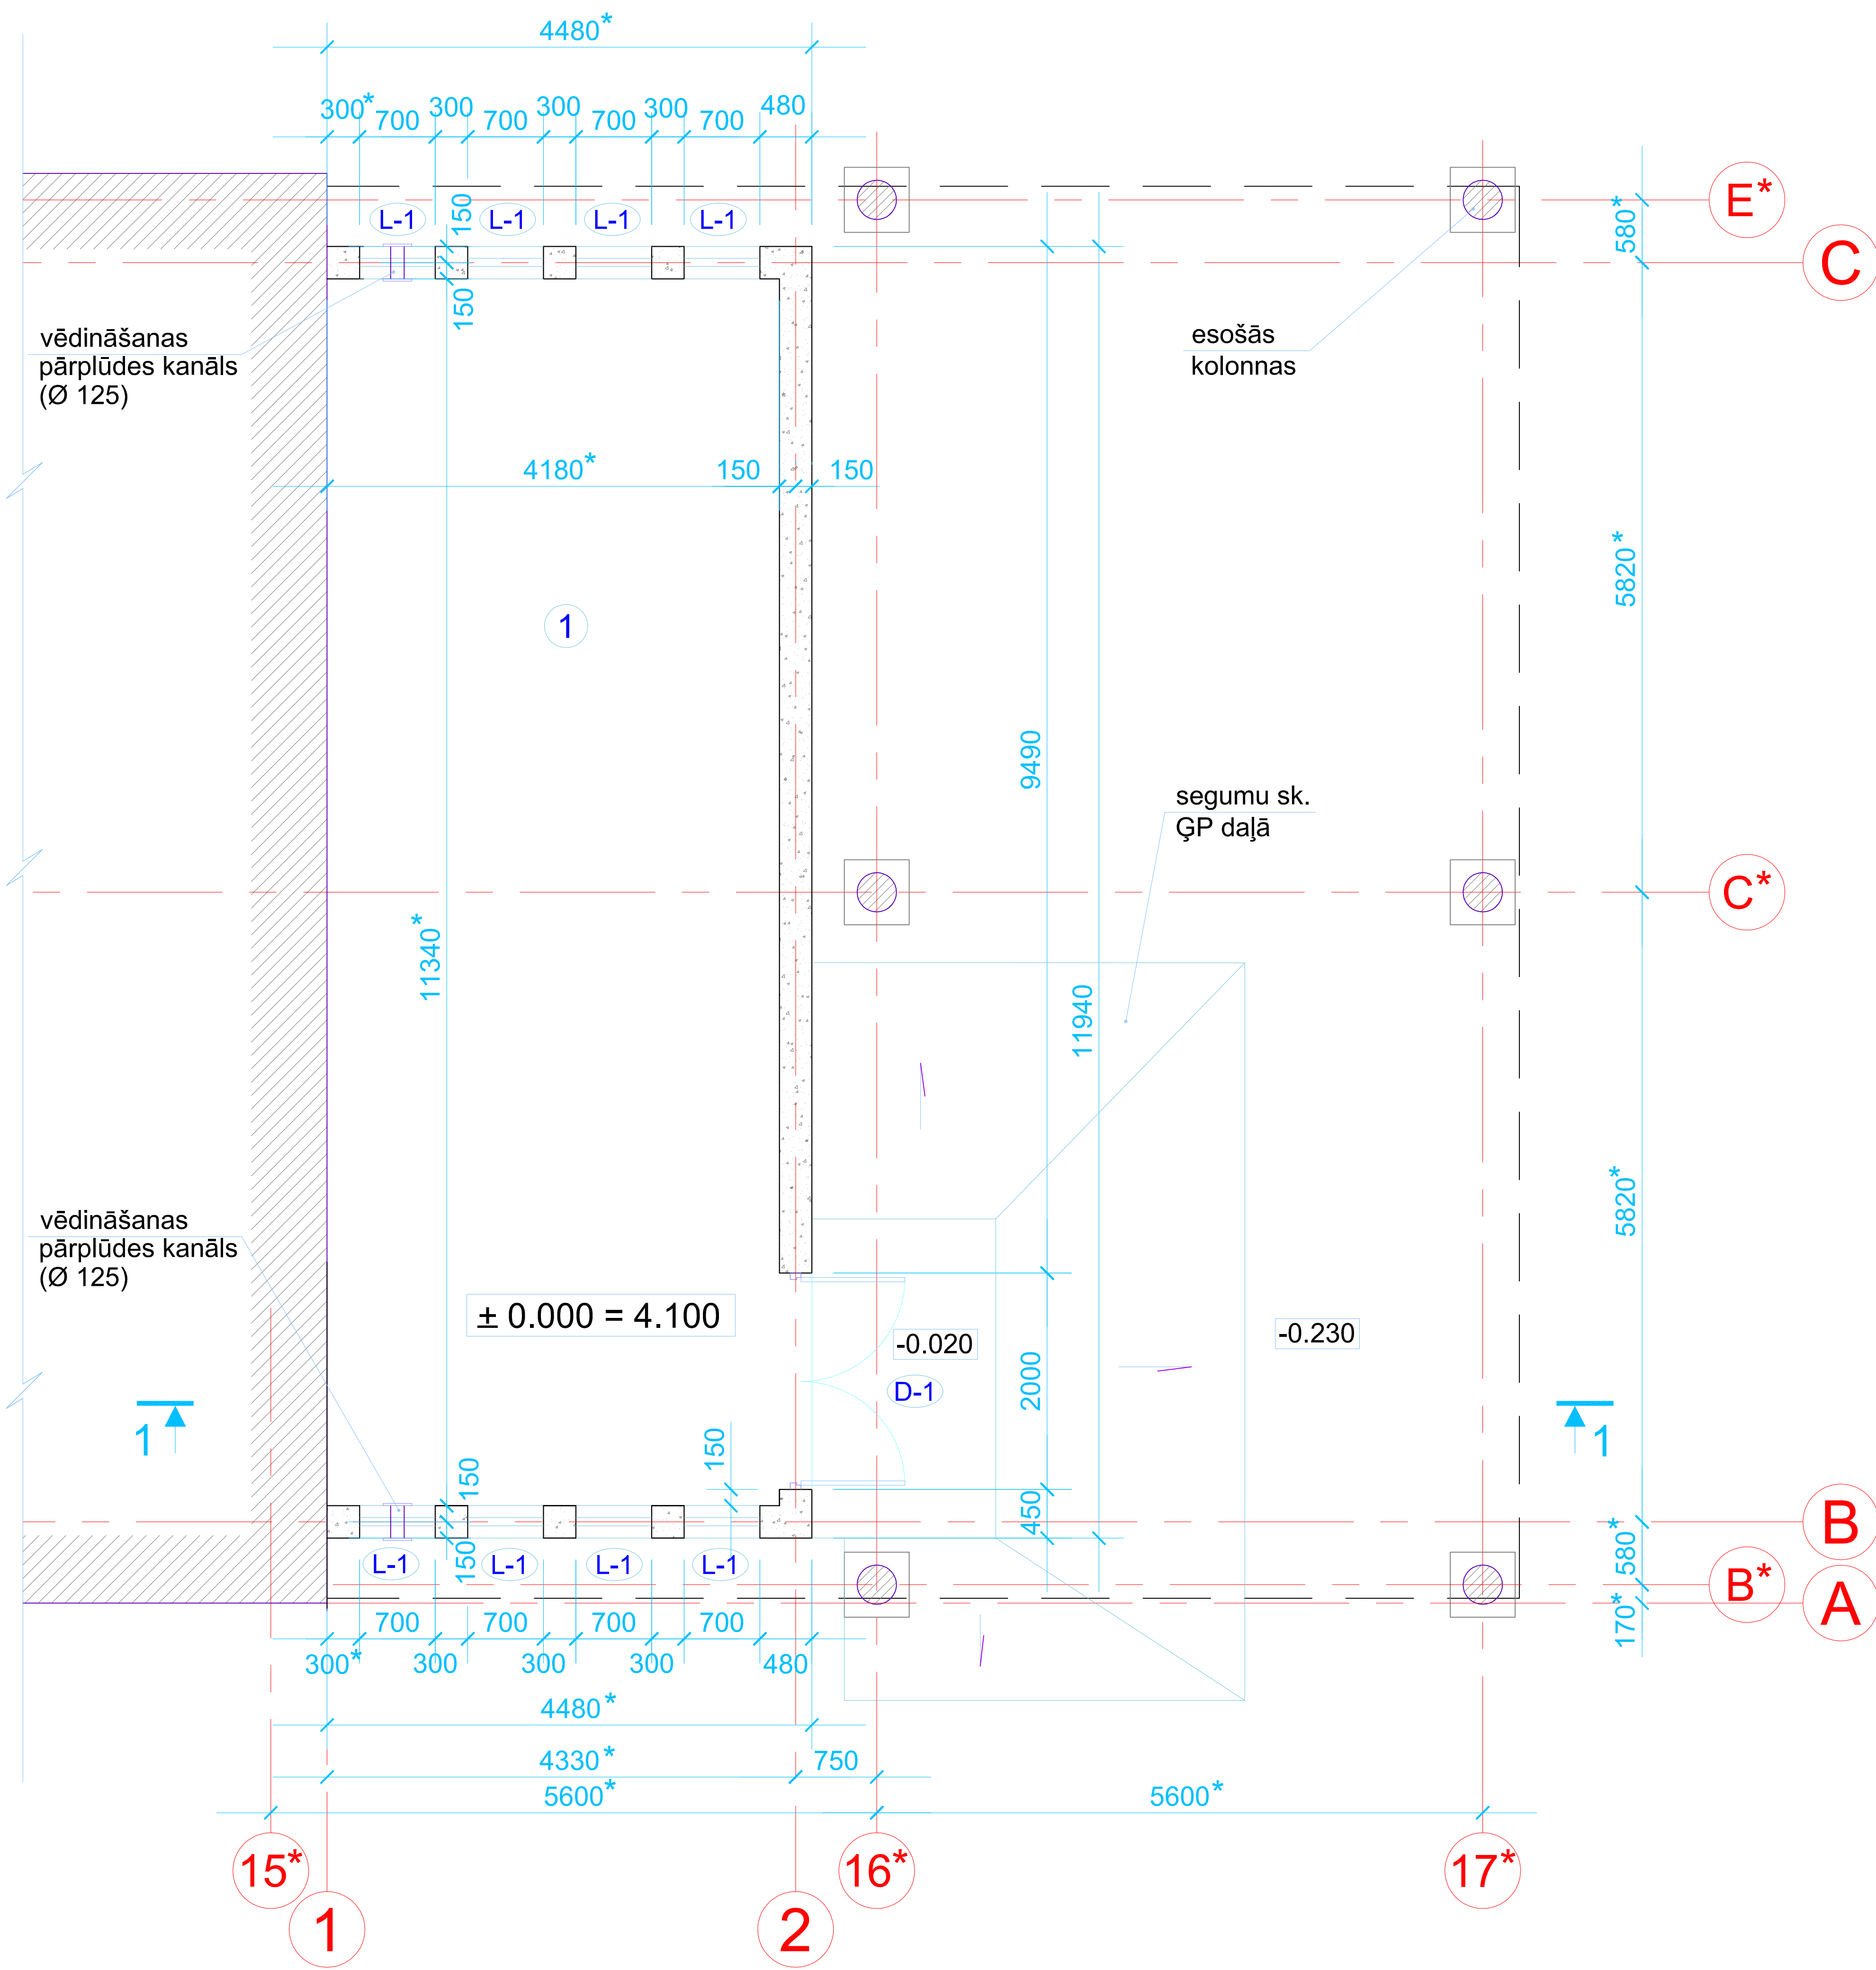 4480*
300* 700 300 700 300 700 300 700 480
E*
580*
150
L-1 L-1 L-1 L-1
C
150
vēdināšanas
pārplūdes kanāls
(Ø 125)
esošās
kolonnas
4180* 150 150
5820*
1
9490
segumu sk.
ĢP daļā
C*
11340*
11940
5820*
vēdināšanas
pārplūdes kanāls
(Ø 125)
± 0.000 = 4.100
-0.020
-0.230
2000
D-1
1
1
150
150
450
B
580*
150
L-1 L-1 L-1 L-1
B*
A
170*
700 700 700 700
300* 300 300 300 480
4480*
4330* 750
5600* 5600*
15* 16* 17*
1 2